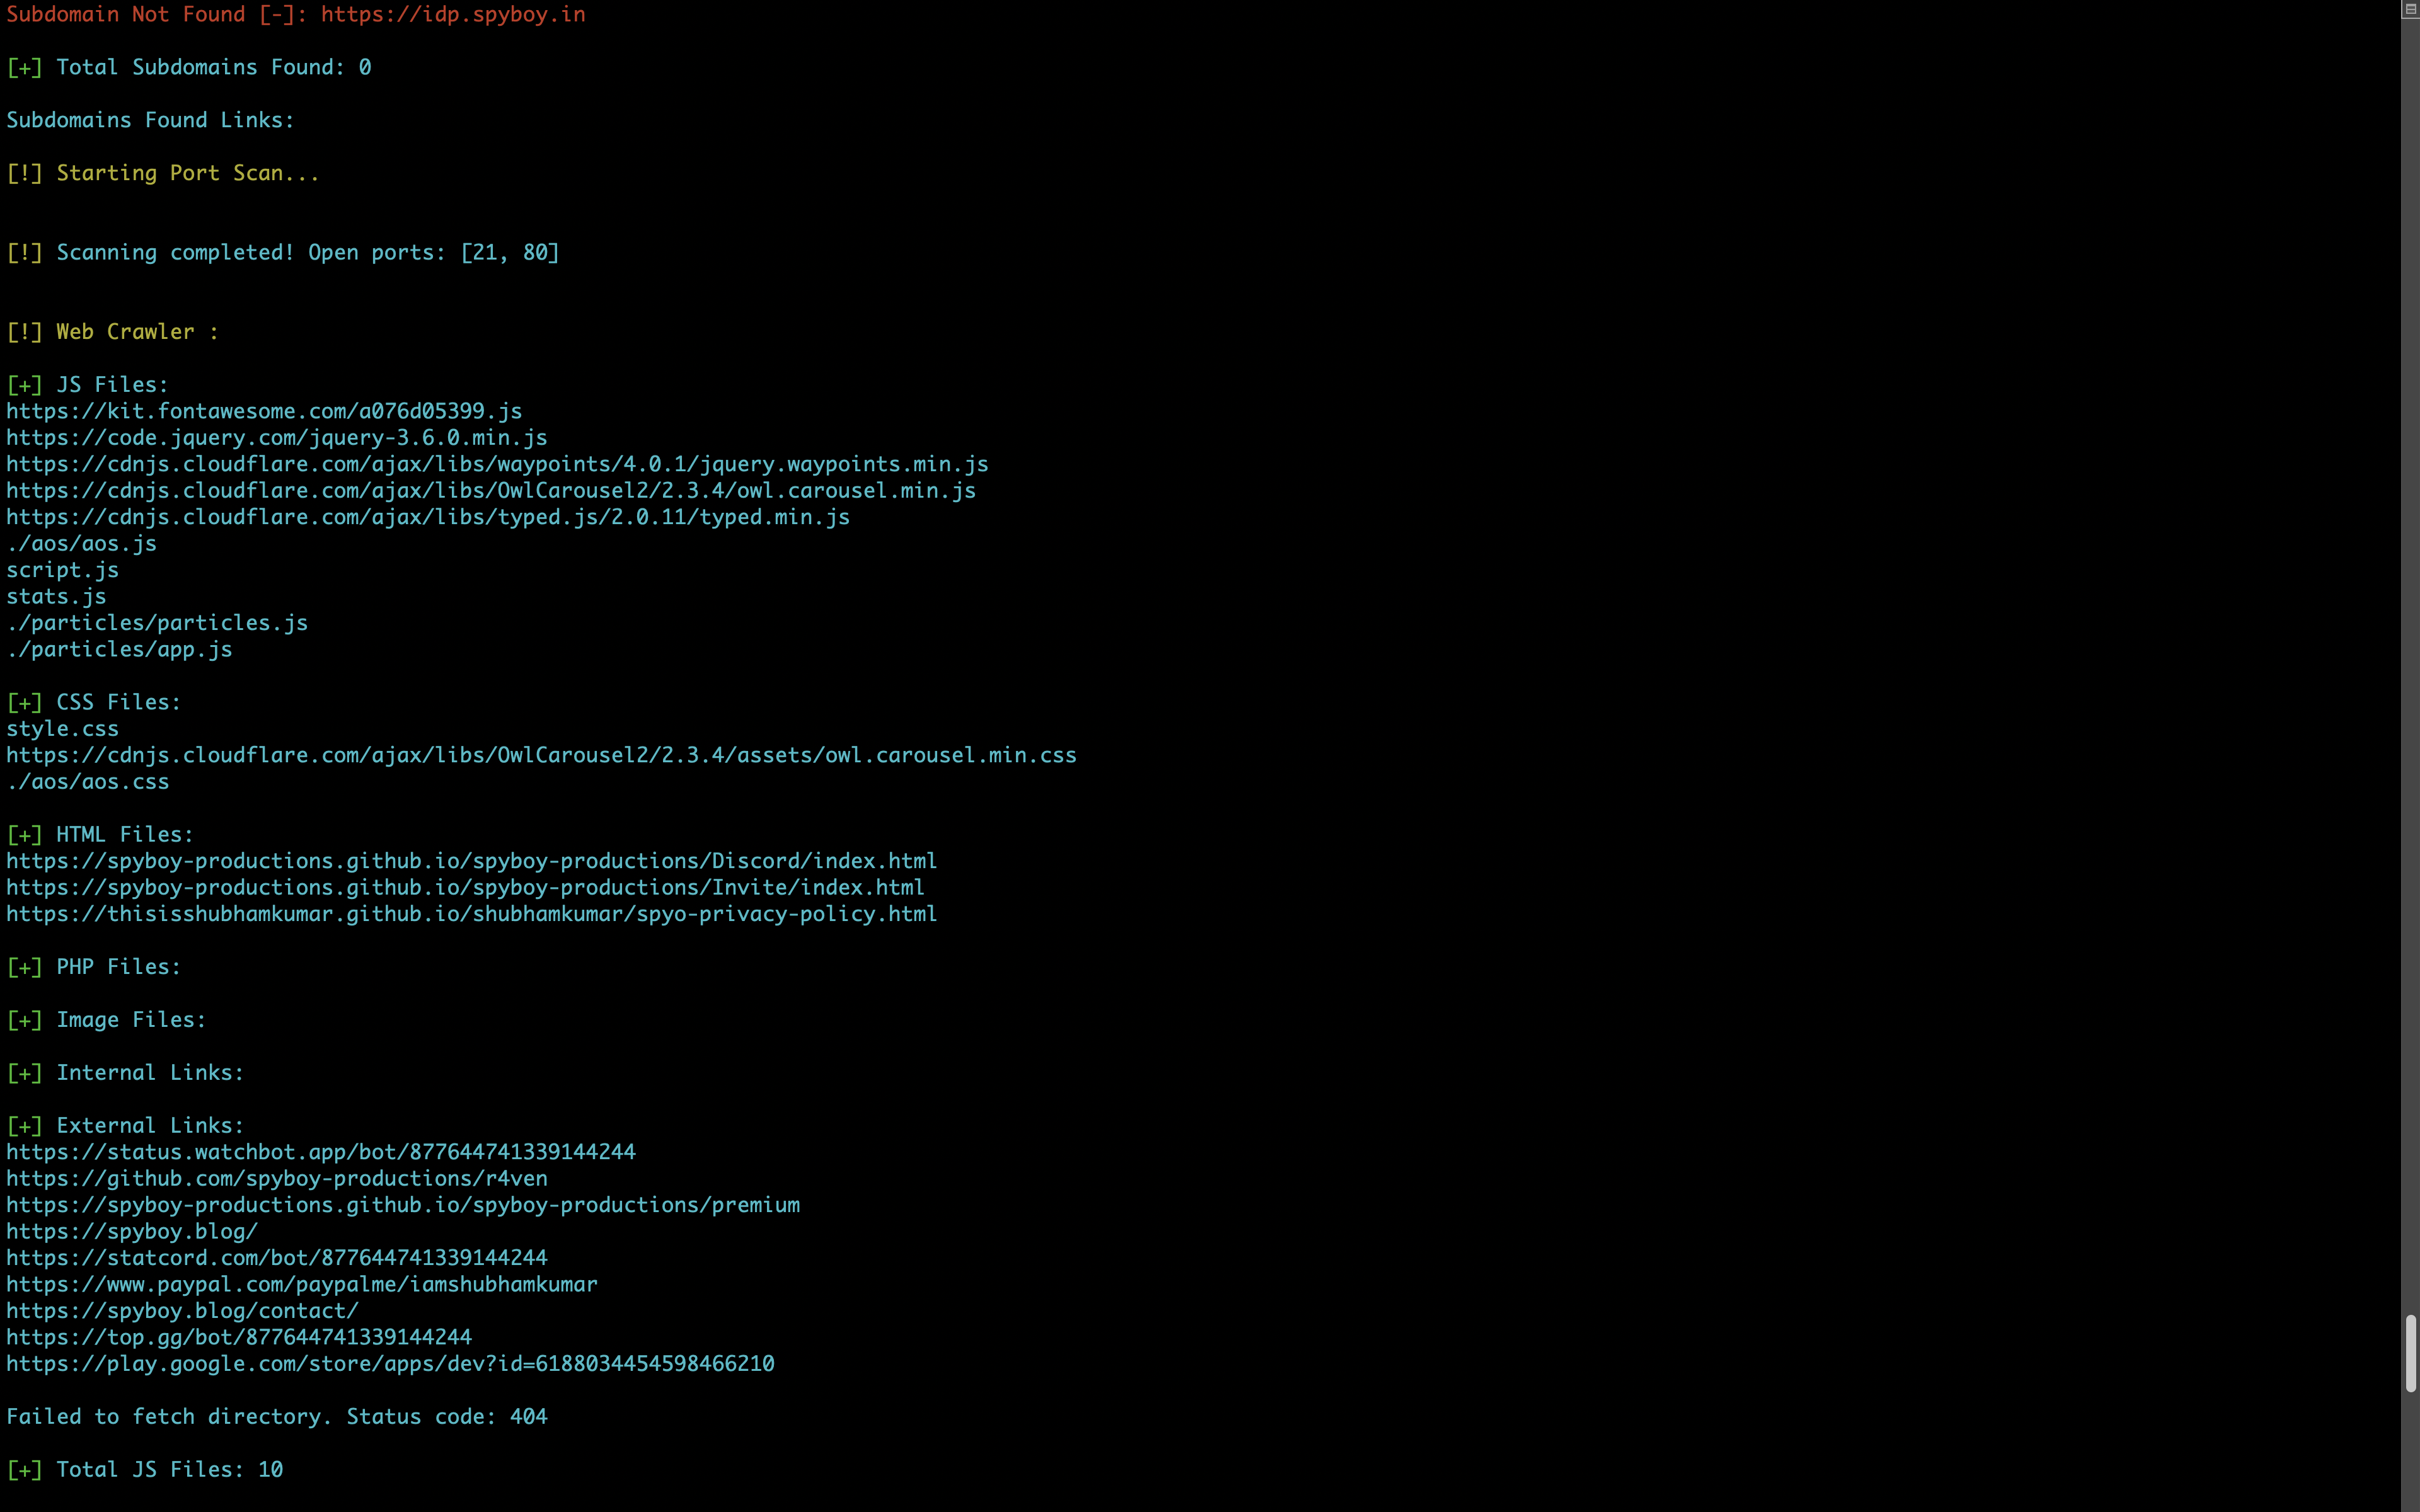 Subdomain Not Found [-]: https://idp.spyboy.in
[+] Total Subdomains Found: 0
Subdomains Found Links:
[!] Starting Port Scan...
[!] Scanning completed! Open ports: [21, 80]
[!] Web Crawler :
[+] JS Files:
https://kit.fontawesome.com/a076d05399.js
https://code.jquery.com/jquery-3.6.0.min.js
https://cdnjs.cloudflare.com/ajax/libs/waypoints/4.0.1/jquery.waypoints.min.js
https://cdnjs.cloudflare.com/ajax/libs/OwlCarousel2/2.3.4/owl.carousel.min.js
https://cdnjs.cloudflare.com/ajax/libs/typed.js/2.0.11/typed.min.js
./aos/aos.js
script.js
stats.js
./particles/particles.js
./particles/app.js
[+] CSS Files:
style.css
https://cdnjs.cloudflare.com/ajax/libs/OwlCarousel2/2.3.4/assets/owl.carousel.min.css
./aos/aos.css
[+] HTML Files:
https://spyboy-productions.github.io/spyboy-productions/Discord/index.html
https://spyboy-productions.github.io/spyboy-productions/Invite/index.html
https://thisisshubhamkumar.github.io/shubhamkumar/spyo-privacy-policy.html
[+] PHP Files:
[+] Image Files:
[+] Internal Links:
[+] External Links:
https://status.watchbot.app/bot/877644741339144244
https://github.com/spyboy-productions/r4ven
https://spyboy-productions.github.io/spyboy-productions/premium
https://spyboy.blog/
https://statcord.com/bot/877644741339144244
https://www.paypal.com/paypalme/iamshubhamkumar
https://spyboy.blog/contact/
https://top.gg/bot/877644741339144244
https://play.google.com/store/apps/dev?id=6188034454598466210
Failed to fetch directory. Status code: 404
[+] Total JS Files: 10